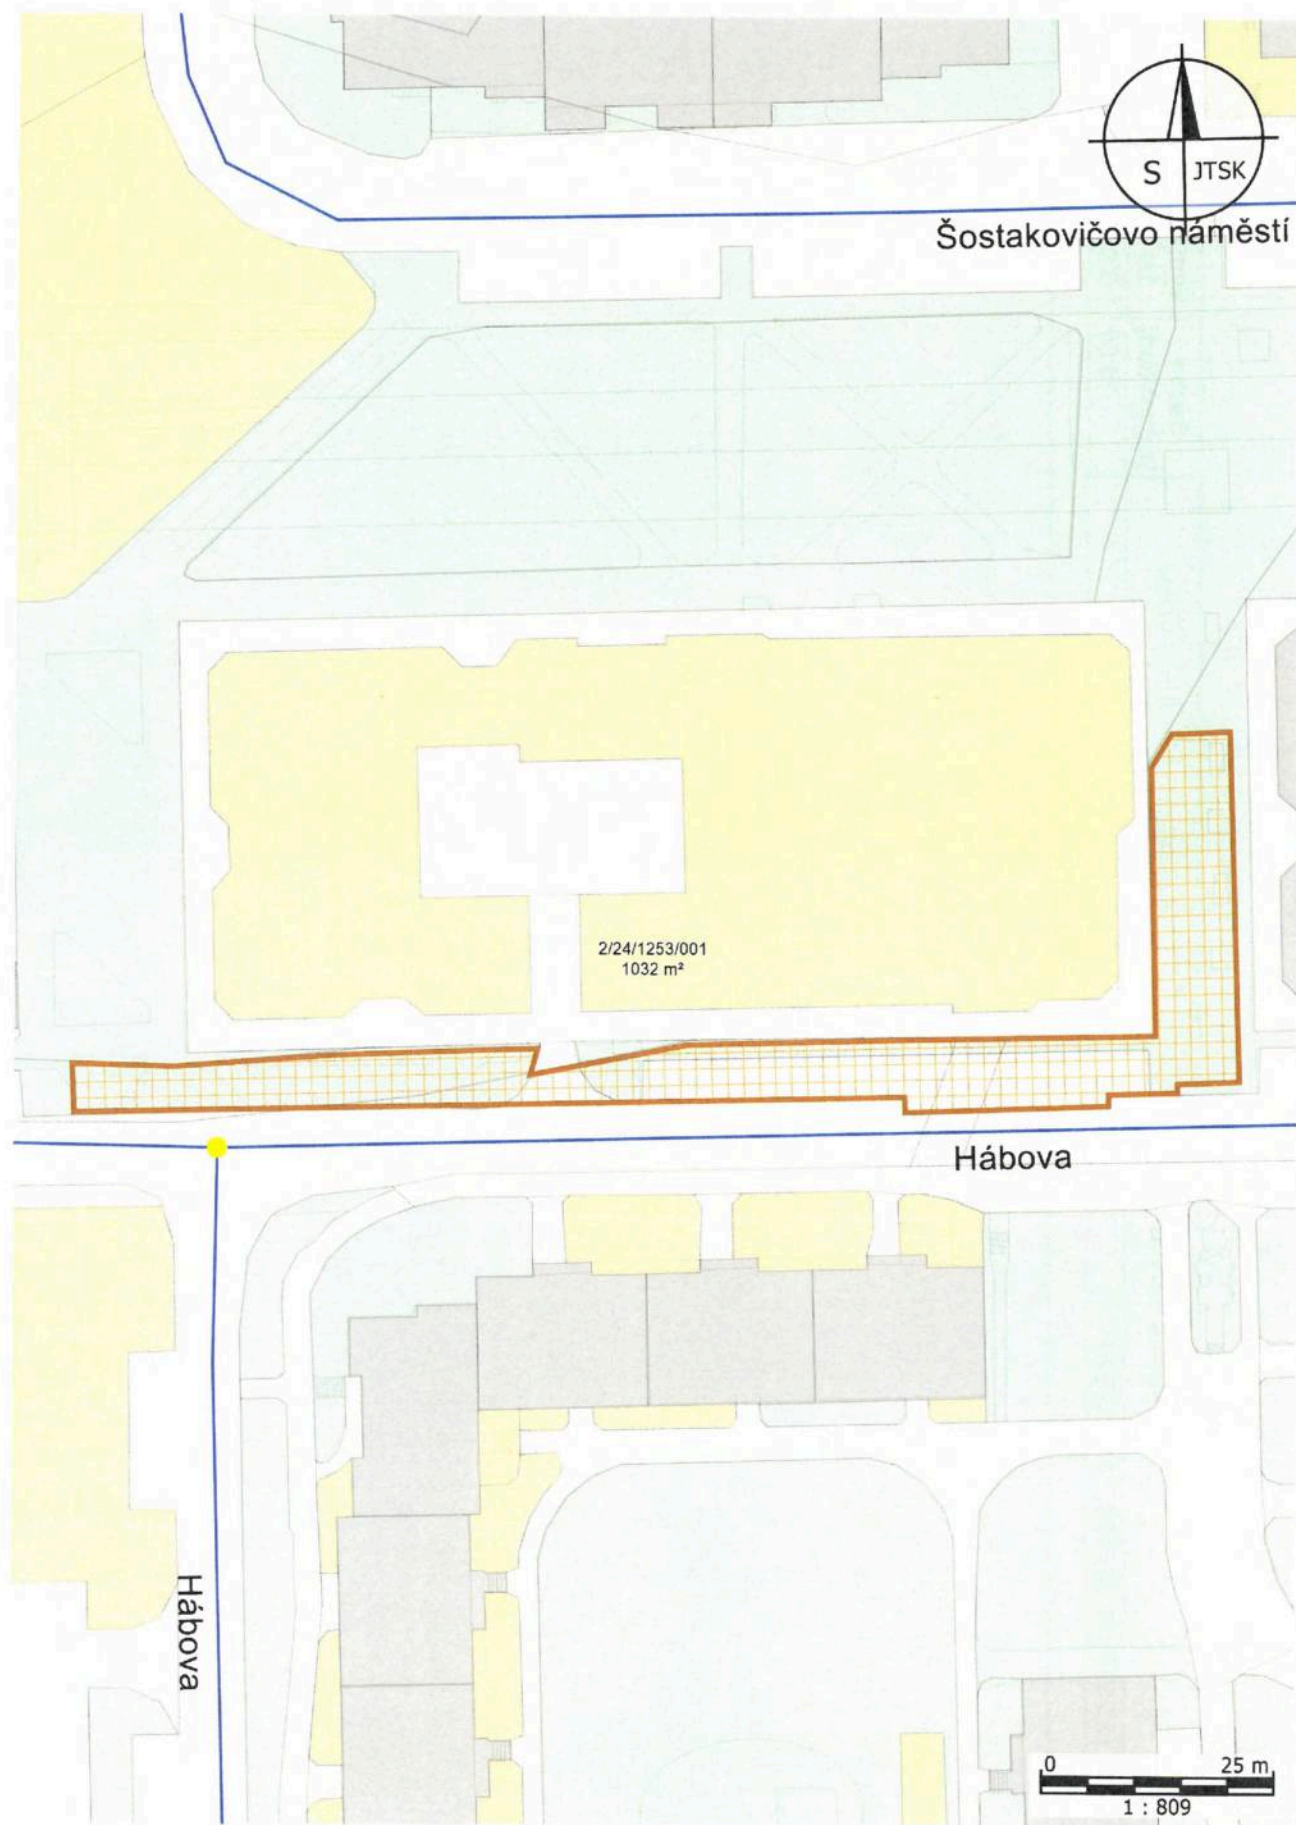 S JTSK
Šostakovičovo náměstí
2/24/1253/001
1032 m²
Hábova
Hábova
0 25 m
1 : 809